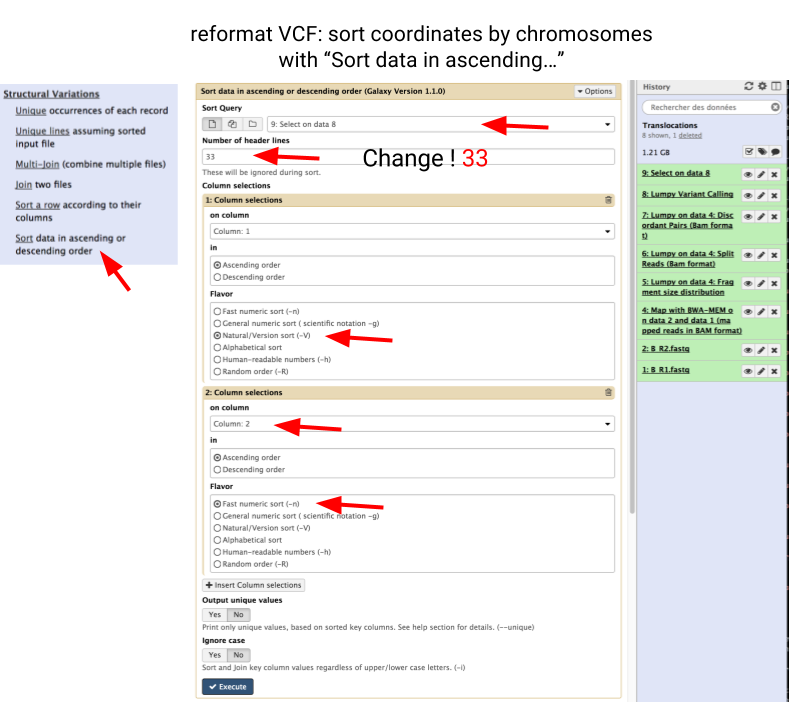 reformat VCF: sort coordinates by chromosomes
with “Sort data in ascending…”
Structural Variations
Unique occurrences of each record
Unique lines assuming sorted
input file
Multi-Join (combine multiple files)
Join two files
Sort a row according to their
columns
Sort data in ascending or
descending order
Sort data in ascending or descending order (Galaxy Version 1.1.0)
Options
Sort Query
9: Select on data 8
Number of header lines
33
Change ! 33
These will be ignored during sort.
Column selections
1: Column selections
on column
Column: 1
in
Ascending order
Descending order
Flavor
Fast numeric sort (-n)
General numeric sort ( scientific notation -g)
Natural/Version sort (-V)
Alphabetical sort
Human-readable numbers (-h)
Random order (-R)
2: Column selections
on column
Column: 2
in
Ascending order
Descending order
Flavor
Fast numeric sort (-n)
General numeric sort ( scientific notation -g)
Natural/Version sort (-V)
Alphabetical sort
Human-readable numbers (-h)
Random order (-R)
Insert Column selections
Output unique values
Yes No
Print only unique values, based on sorted key columns. See help section for details. (--unique)
Ignore case
Yes No
Sort and Join key column values regardless of upper/lower case letters. (-i)
Execute
History
Rechercher des données
Translocations
8 shown, 1 deleted
1.21 GB
9: Select on data 8
8: Lumpy Variant Calling
7: Lumpy on data 4: Disc
ordant Pairs (Bam forma
t)
6: Lumpy on data 4: Split
Reads (Bam format)
5: Lumpy on data 4: Frag
ment size distribution
4: Map with BWA-MEM o
n data 2 and data 1 (ma
pped reads in BAM format)
2: B_R2.fastq
1: B_R1.fastq